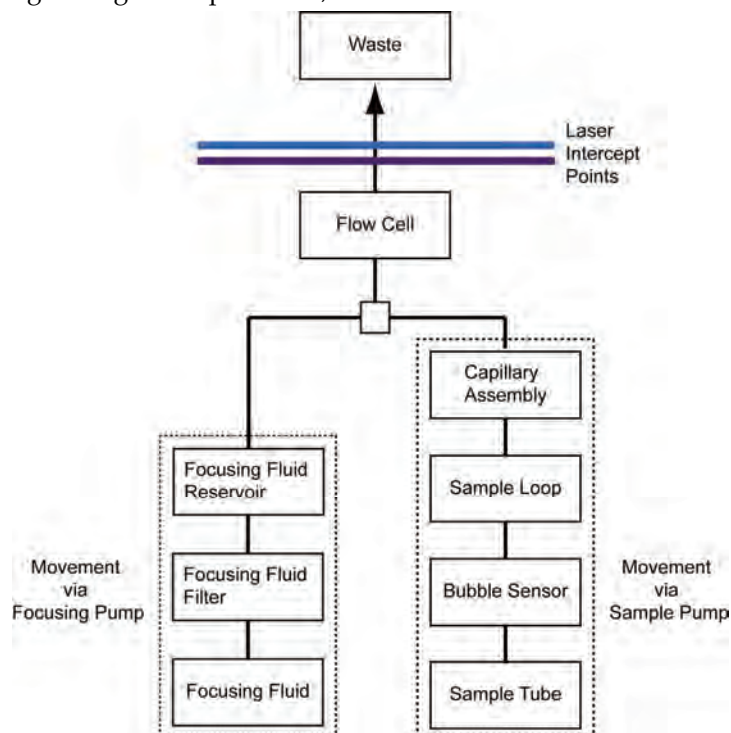 Waste
Laser
Intercept
Points
Flow Cell
Capillary
Assembly
Focusing Fluid
Reservoir
Sample Loop
Movement
via
Focusing Pump
Focusing Fluid
Filter
Bubble Sensor
Movement
via
Sample Pump
Focusing Fluid
Sample Tube